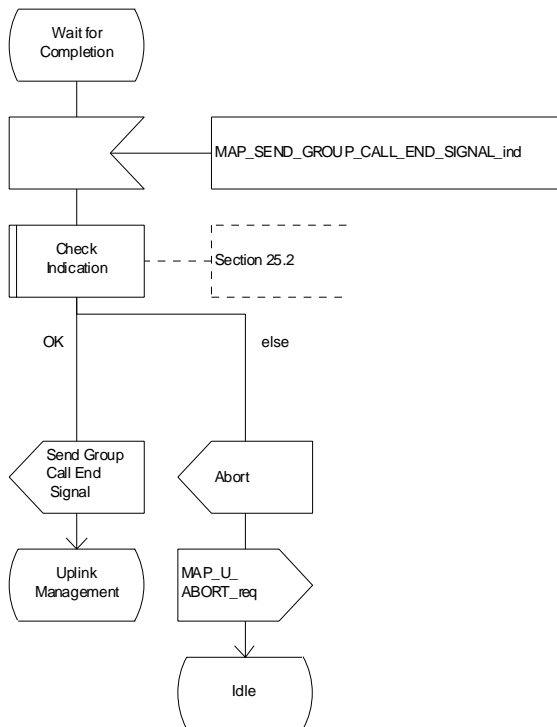 Wait for
Completion
MAP_SEND_GROUP_CALL_END_SIGNAL_ind
Check
Indication
Section 25.2
OK
else
Send Group
Call End
Signal
Abort
Uplink
Management
MAP_U_
ABORT_req
Idle